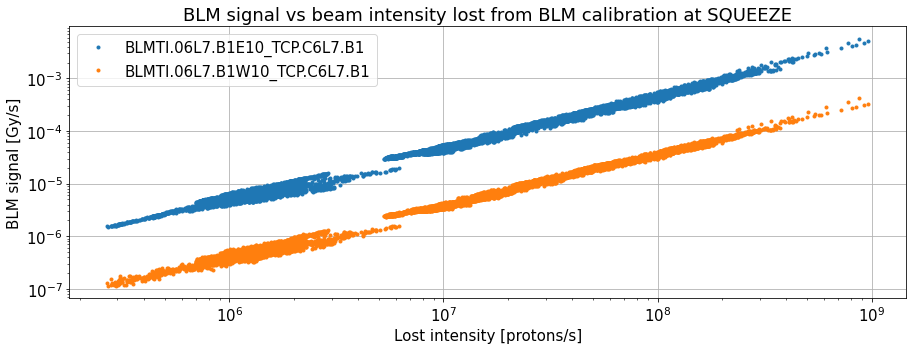 BLM signal vs beam intensity lost from BLM calibration at SQUEEZE
BLMTI.06L7.B1E10_TCP.C6L7.B1
BLMTI.06L7.B1W10_TCP.C6L7.B1
BLM signal [Gy/s]
10⁻³
10⁻⁴
10⁻⁵
10⁻⁶
10⁻⁷
10⁶ 10⁷ 10⁸ 10⁹
Lost intensity [protons/s]